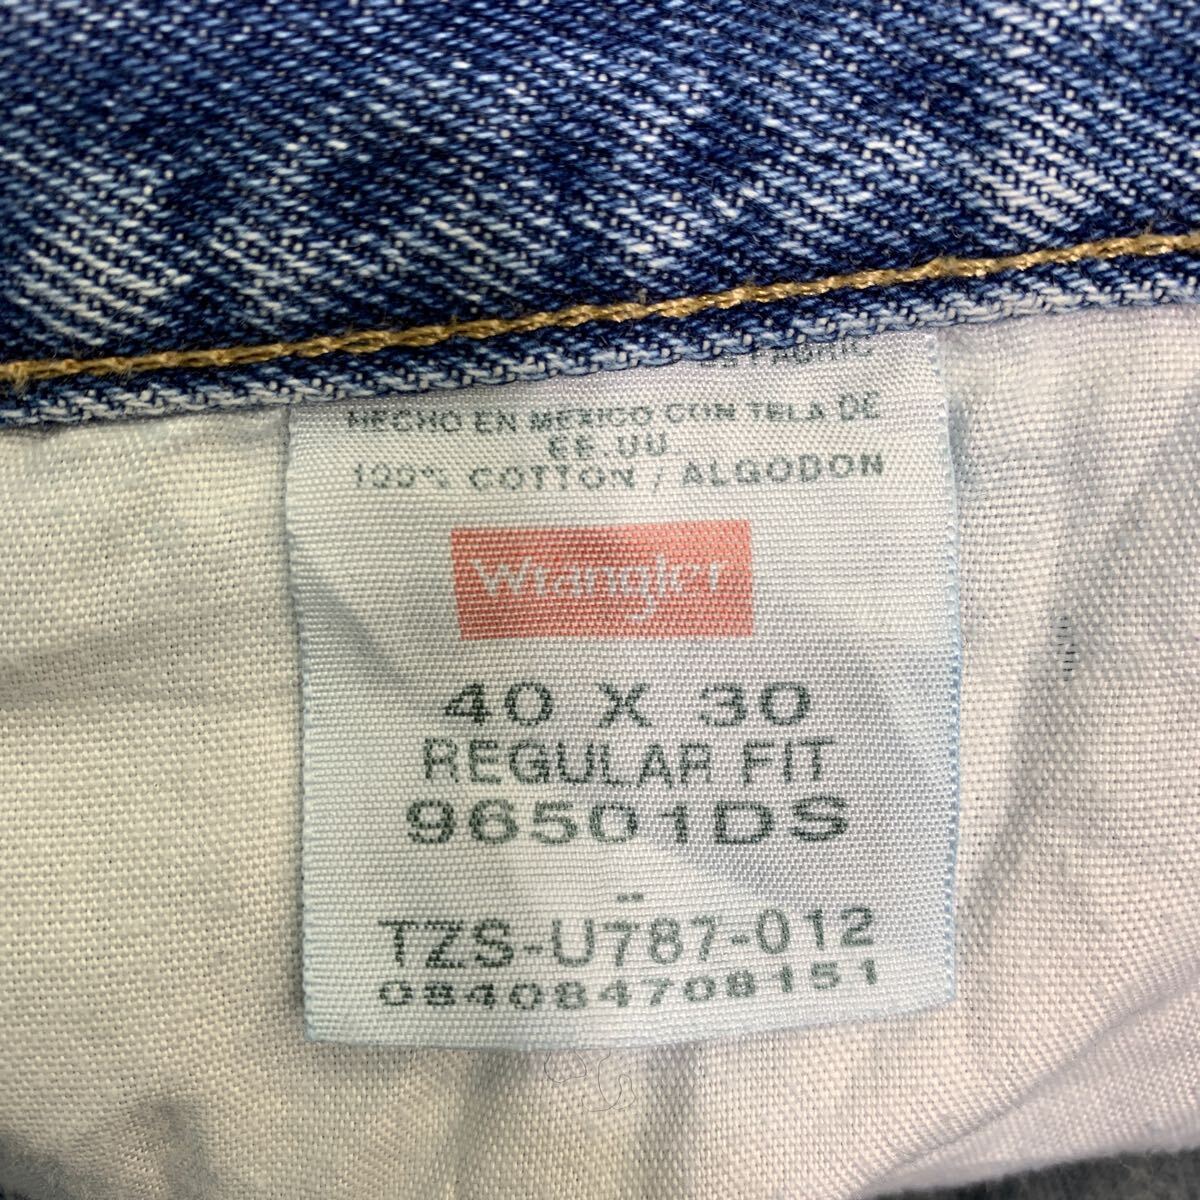 FABRIC
HECHO EN MEXICO CON TELA DE
EE.UU.
100% COTTON / ALGODON
Wrangler
40 X 30
REGULAR FIT
96501DS
TZS-U787-012
084084708151